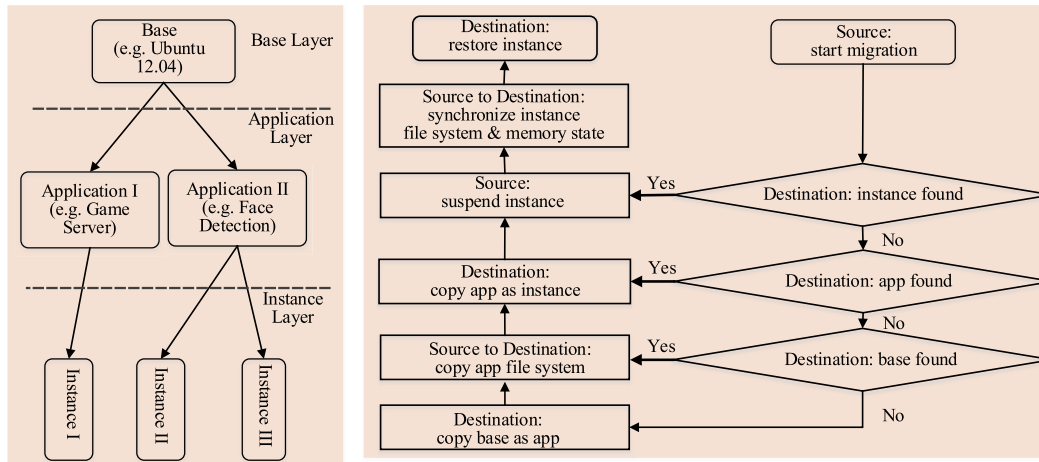 Base
(e.g. Ubuntu
12.04)
Base Layer
Application
Layer
Application I
(e.g. Game
Server)
Application II
(e.g. Face
Detection)
Instance
Layer
Instance I
Instance II
Instance III
Destination:
restore instance
Source:
start migration
Source to Destination:
synchronize instance
file system & memory state
Source:
suspend instance
Yes
Destination: instance found
No
Destination:
copy app as instance
Yes
Destination: app found
No
Source to Destination:
copy app file system
Yes
Destination: base found
No
Destination:
copy base as app